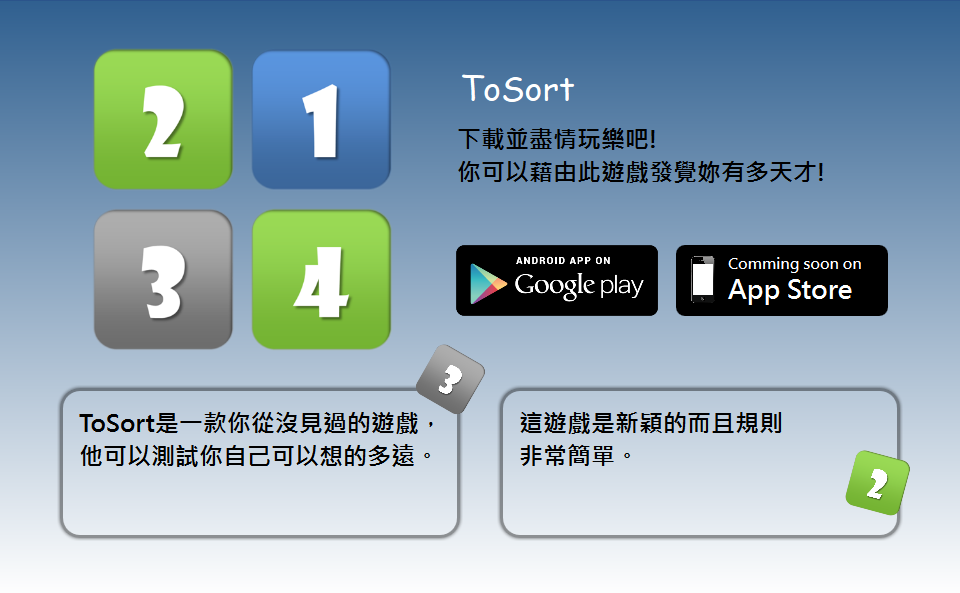 2
1
3
4
ToSort
下載並盡情玩樂吧!
你可以藉由此遊戲發覺妳有多天才!
ANDROID APP ON
Google play
Comming soon on
App Store
3
ToSort是一款你從沒見過的遊戲，
他可以測試你自己可以想的多遠。
這遊戲是新穎的而且規則
非常簡單。
2